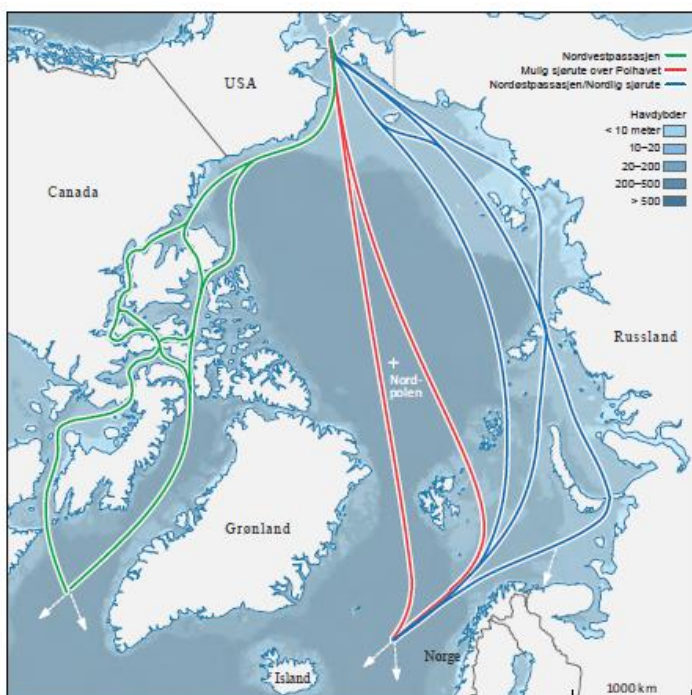 Nordvestpassasjen
Mulig sjørute over Polhavet
Nordøstpassasjen/Nordlig sjørute
USA
Havdybder
< 10 meter
10–20
20–200
200–500
> 500
Canada
Russland
Nord-
polen
Grønland
Norge
Island
1000 km